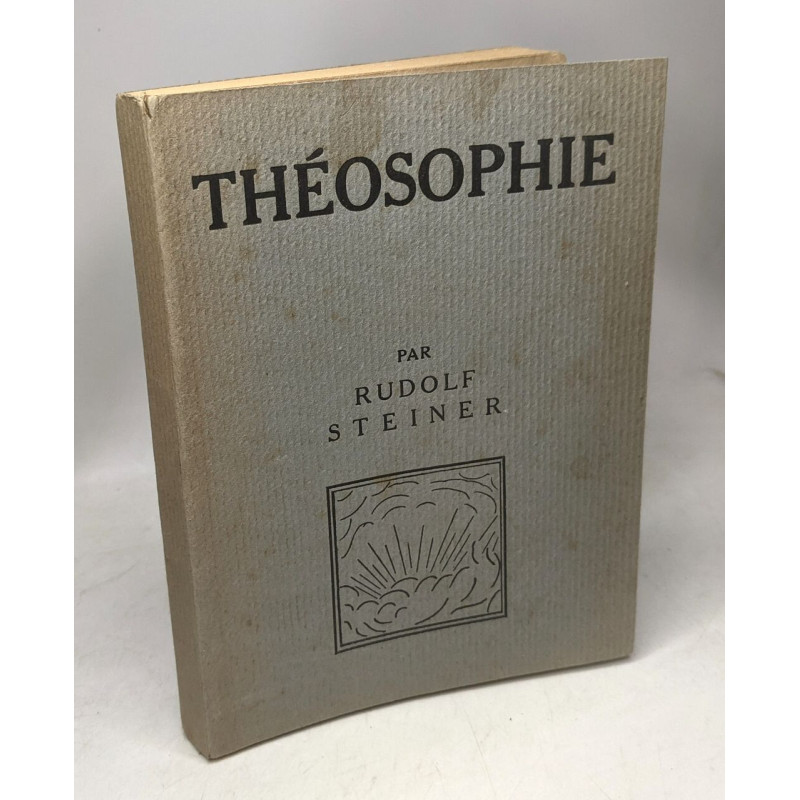 THÉOSOPHIE
PAR
RUDOLF
STEINER